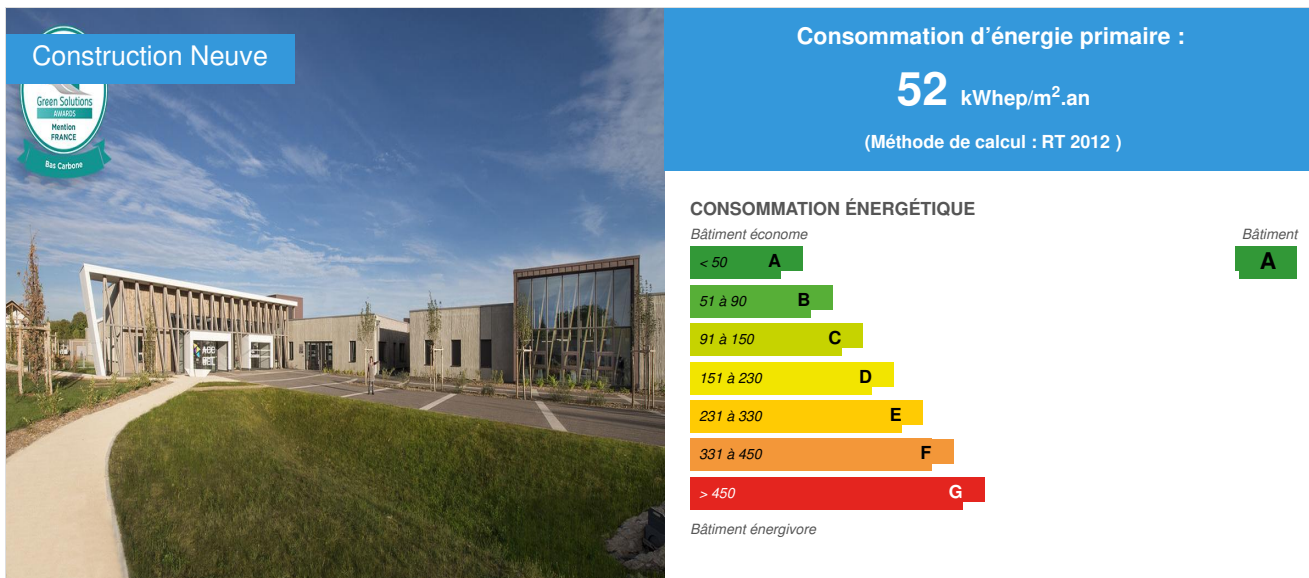 Construction Neuve
Green Solutions
AWARDS
Mention
FRANCE
Bas Carbone
Consommation d'énergie primaire :
52 kWhep/m².an
(Méthode de calcul : RT 2012 )
CONSOMMATION ÉNERGÉTIQUE
Bâtiment économe
Bâtiment
< 50 A
A
51 à 90 B
91 à 150 C
151 à 230 D
231 à 330 E
331 à 450 F
> 450 G
Bâtiment énergivore